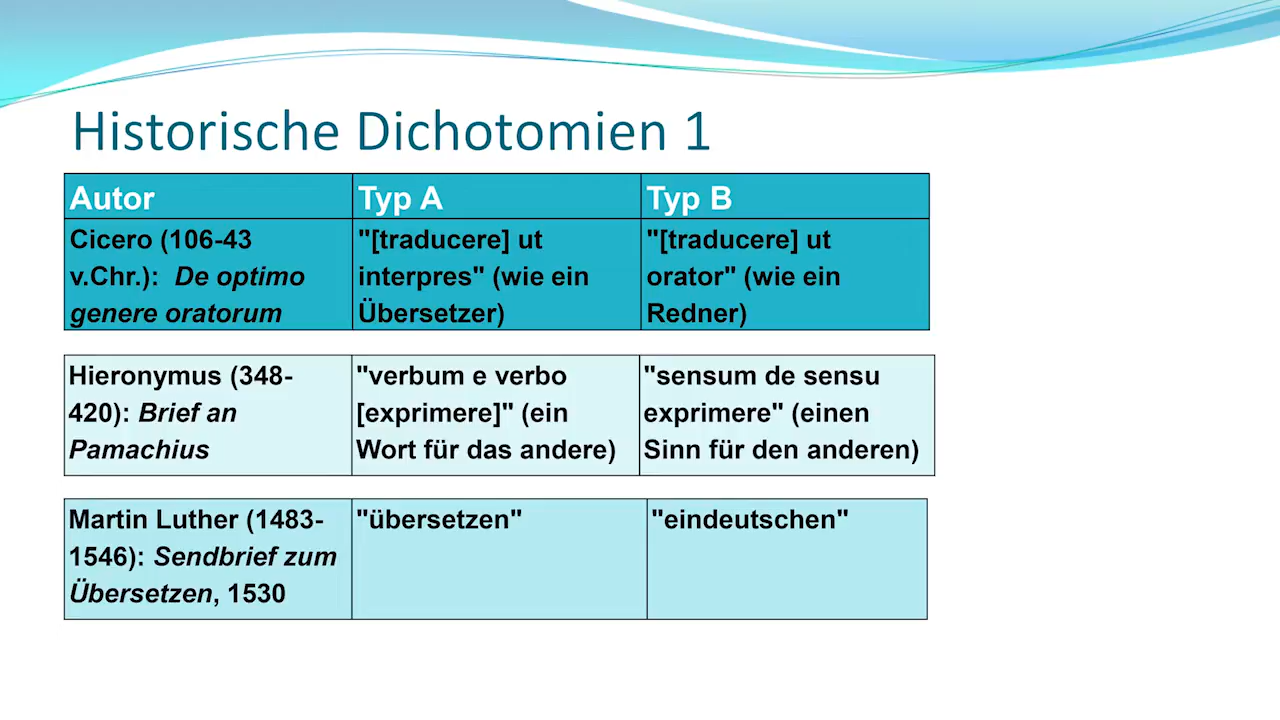 Historische Dichotomien 1
Autor
Typ A
Typ B
Cicero (106-43
v.Chr.): De optimo
genere oratorum
"[traducere] ut
interpres" (wie ein
Übersetzer)
"[traducere] ut
orator" (wie ein
Redner)
Hieronymus (348-
420): Brief an
Pamachius
"verbum e verbo
[exprimere]" (ein
Wort für das andere)
"sensum de sensu
exprimere" (einen
Sinn für den anderen)
Martin Luther (1483-
1546): Sendbrief zum
Übersetzen, 1530
"übersetzen"
"eindeutschen"